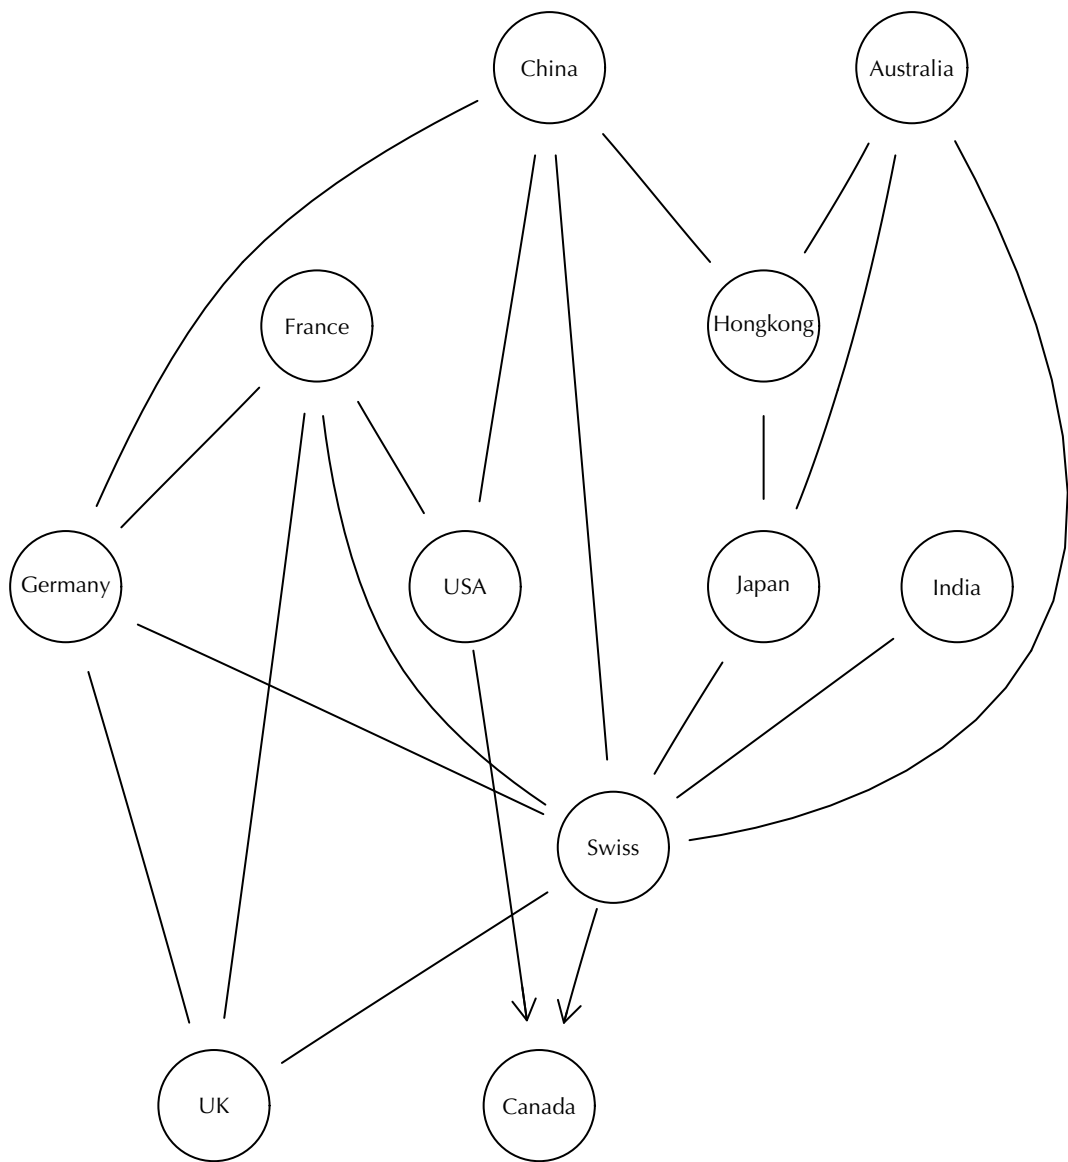 China
Australia
France
Hongkong
Germany
USA
Japan
India
Swiss
UK
Canada